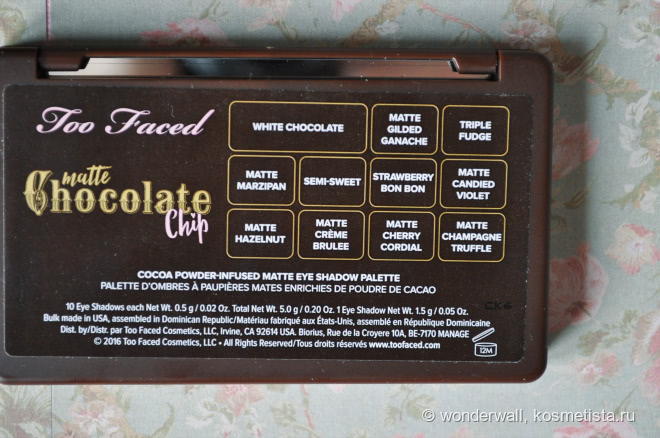 Too Faced
matte
Chocolate
Chip
WHITE CHOCOLATE
MATTE
GILDED
GANACHE
TRIPLE
FUDGE
MATTE
MARZIPAN
SEMI-SWEET
STRAWBERRY
BON BON
MATTE
CANDIED
VIOLET
MATTE
HAZELNUT
MATTE
CRÈME
BRULEE
MATTE
CHERRY
CORDIAL
MATTE
CHAMPAGNE
TRUFFLE
COCOA POWDER-INFUSED MATTE EYE SHADOW PALETTE
PALETTE D'OMBRES À PAUPIÈRES MATES ENRICHIES DE POUDRE DE CACAO
CK6
10 Eye Shadows each Net Wt. 0.5 g / 0.02 Oz. Total Net Wt. 5.0 g / 0.20 Oz. 1 Eye Shadow Net Wt. 1.5 g / 0.05 Oz.
Bulk made in USA, assembled in Dominican Republic/Matériau fabriqué aux États-Unis, assemblé en République Dominicaine
Dist. by/Distr. par Too Faced Cosmetics, LLC, Irvine, CA 92614 USA. Biorius, Rue de la Croyere 10A, BE-7170 MANAGE
© 2016 Too Faced Cosmetics, LLC • All Rights Reserved/Tous droits réservés www.toofaced.com
12M
© wonderwall, kosmetista.ru